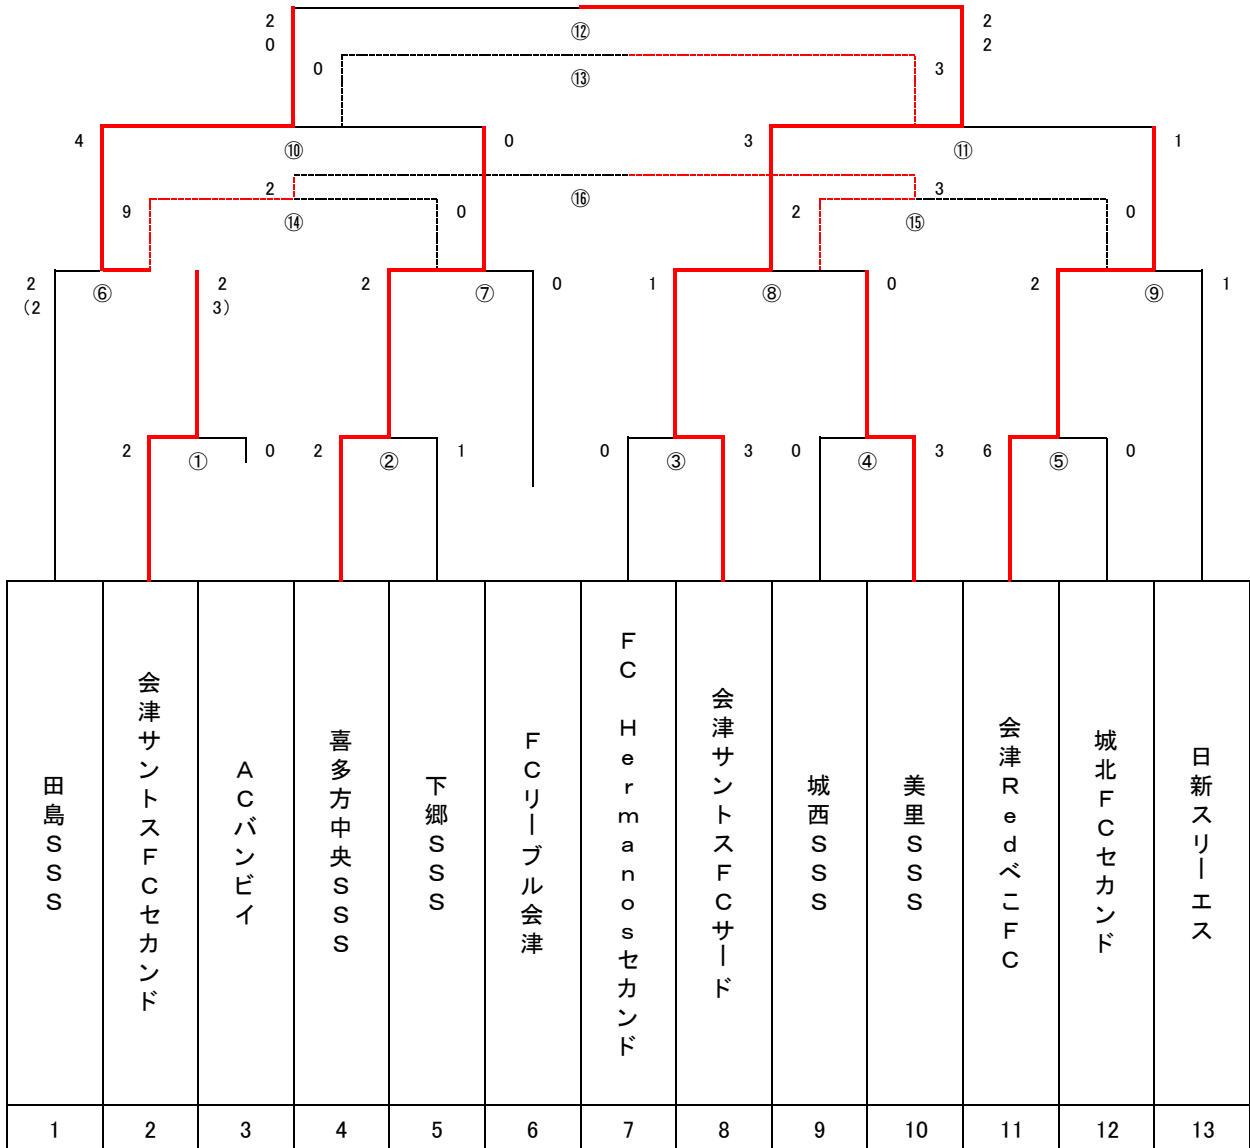 2 ⑫ 2
0 2
0 ⑬ 3
4 ⑩ 0 3 ⑪ 1
2 ⑯ 3
9 ⑭ 0 2 ⑮ 0
2 ⑥ 2 2 ⑦ 0 1 ⑧ 0 2 ⑨ 1
(2 3)
2 ① 0 2 ② 1 0 ③ 3 0 ④ 3 6 ⑤ 0
田島SSS
会津サントスFCセカンド
ACバンビイ
喜多方中央SSS
下郷SSS
FCリーブル会津
FC Hermanosセカンド
会津サントスFCサード
城西SSS
美里SSS
会津RedべこFC
城北FCセカンド
日新スリーエス
1 2 3 4 5 6 7 8 9 10 11 12 13